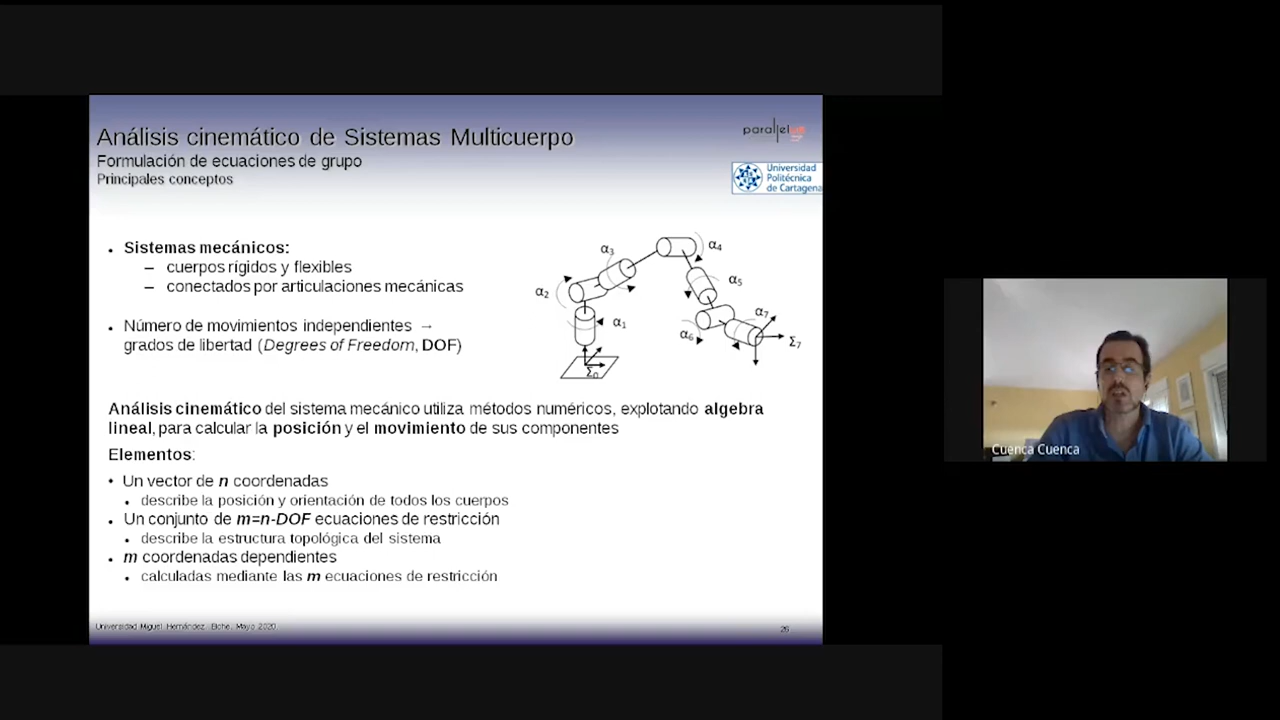 Análisis cinemático de Sistemas Multicuerpo
Formulación de ecuaciones de grupo
Principales conceptos
Universidad
Politécnica
de Cartagena
• Sistemas mecánicos:
– cuerpos rígidos y flexibles
– conectados por articulaciones mecánicas
• Número de movimientos independientes →
grados de libertad (Degrees of Freedom, DOF)
α3
α4
α2
α5
α1
α7
α6
Σ7
Σ0
Análisis cinemático del sistema mecánico utiliza métodos numéricos, explotando algebra
lineal, para calcular la posición y el movimiento de sus componentes
Elementos:
• Un vector de n coordenadas
• describe la posición y orientación de todos los cuerpos
• Un conjunto de m=n-DOF ecuaciones de restricción
• describe la estructura topológica del sistema
• m coordenadas dependientes
• calculadas mediante las m ecuaciones de restricción
Universidad Miguel Hernández. Elche, Mayo 2020.
26
Cuenca Cuenca